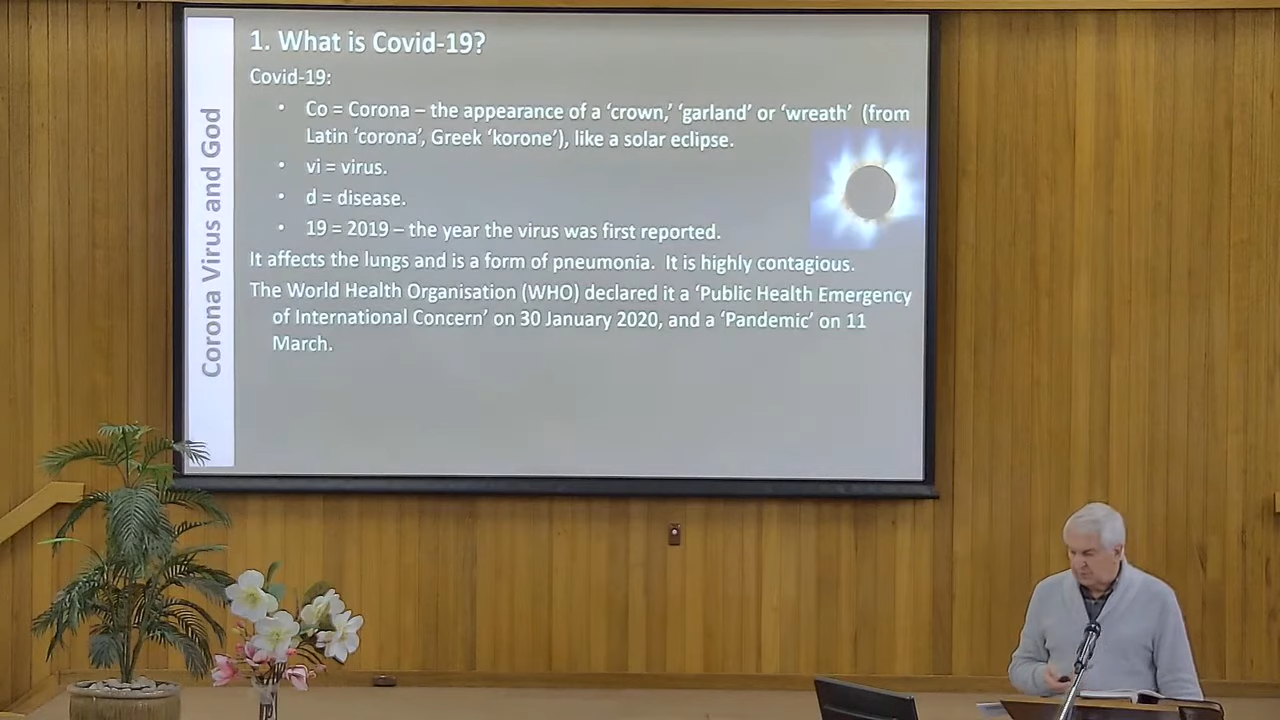 Corona Virus and God
1. What is Covid-19?
Covid-19:
• Co = Corona – the appearance of a ‘crown,’ ‘garland’ or ‘wreath’ (from
Latin ‘corona’, Greek ‘korone’), like a solar eclipse.
• vi = virus.
• d = disease.
• 19 = 2019 – the year the virus was first reported.
It affects the lungs and is a form of pneumonia. It is highly contagious.
The World Health Organisation (WHO) declared it a ‘Public Health Emergency
of International Concern’ on 30 January 2020, and a ‘Pandemic’ on 11
March.